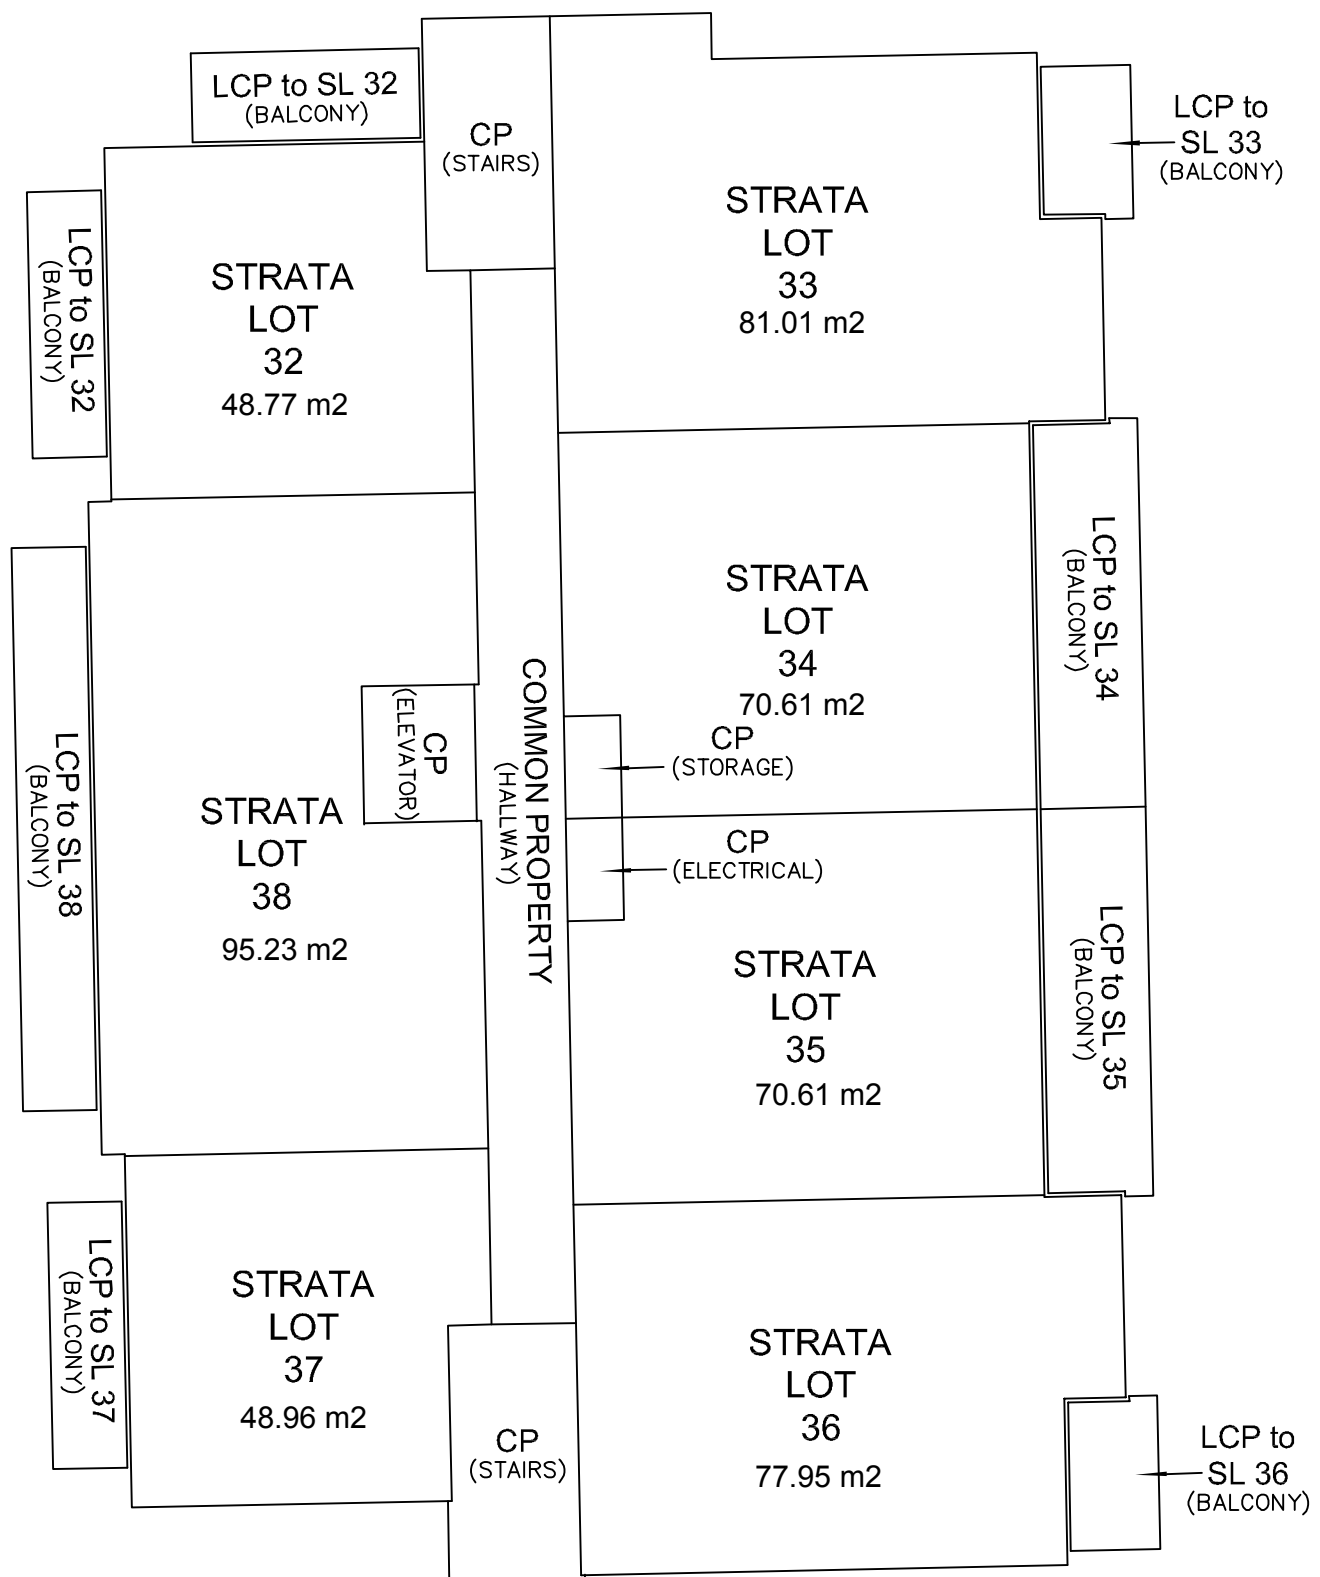 LCP to SL 32
(BALCONY)
CP
(STAIRS)
LCP to
SL 33
(BALCONY)
STRATA
LOT
33
81.01 m2
LCP to SL 32
(BALCONY)
STRATA
LOT
32
48.77 m2
STRATA
LOT
34
70.61 m2
LCP to SL 34
(BALCONY)
COMMON PROPERTY
(HALLWAY)
CP
(ELEVATOR)
CP
(STORAGE)
LCP to SL 38
(BALCONY)
STRATA
LOT
38
95.23 m2
CP
(ELECTRICAL)
STRATA
LOT
35
70.61 m2
LCP to SL 35
(BALCONY)
LCP to SL 37
(BALCONY)
STRATA
LOT
37
48.96 m2
CP
(STAIRS)
STRATA
LOT
36
77.95 m2
LCP to
SL 36
(BALCONY)